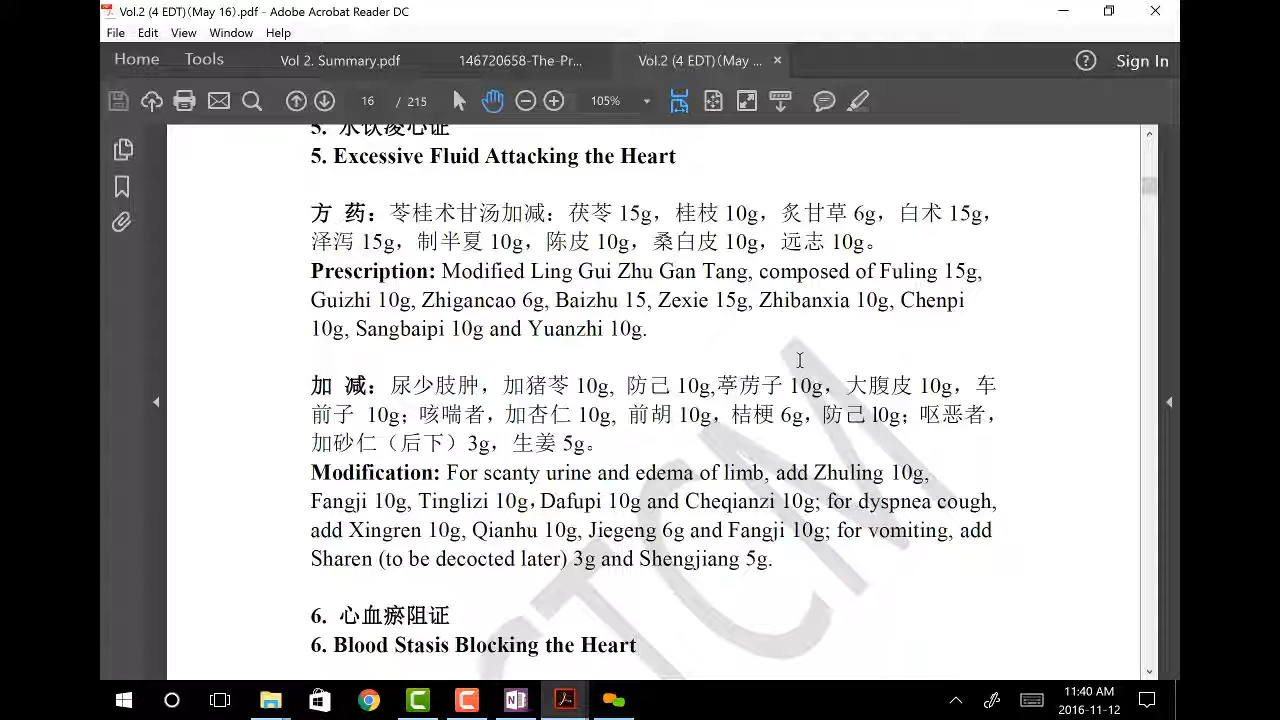 Vol.2 (4 EDT)(May 16).pdf - Adobe Acrobat Reader DC
File Edit View Window Help
Home Tools Vol 2. Summary.pdf 146720658-The-Pr... Vol.2 (4 EDT)(May ... × Sign In
16 / 215 105%
5. 水饮凌心证
5. Excessive Fluid Attacking the Heart
方 药：苓桂术甘汤加减：茯苓 15g，桂枝 10g，炙甘草 6g，白术 15g，
泽泻 15g，制半夏 10g，陈皮 10g，桑白皮 10g，远志 10g。
Prescription: Modified Ling Gui Zhu Gan Tang, composed of Fuling 15g,
Guizhi 10g, Zhigancao 6g, Baizhu 15, Zexie 15g, Zhibanxia 10g, Chenpi
10g, Sangbaipi 10g and Yuanzhi 10g.
加 减：尿少肢肿，加猪苓 10g, 防己 10g,葶苈子 10g，大腹皮 10g，车
前子 10g；咳喘者，加杏仁 10g, 前胡 10g，桔梗 6g，防己 l0g；呕恶者，
加砂仁（后下）3g，生姜 5g。
Modification: For scanty urine and edema of limb, add Zhuling 10g,
Fangji 10g, Tinglizi 10g，Dafupi 10g and Cheqianzi 10g; for dyspnea cough,
add Xingren 10g, Qianhu 10g, Jiegeng 6g and Fangji 10g; for vomiting, add
Sharen (to be decocted later) 3g and Shengjiang 5g.
6. 心血瘀阻证
6. Blood Stasis Blocking the Heart
TCM
11:40 AM
2016-11-12